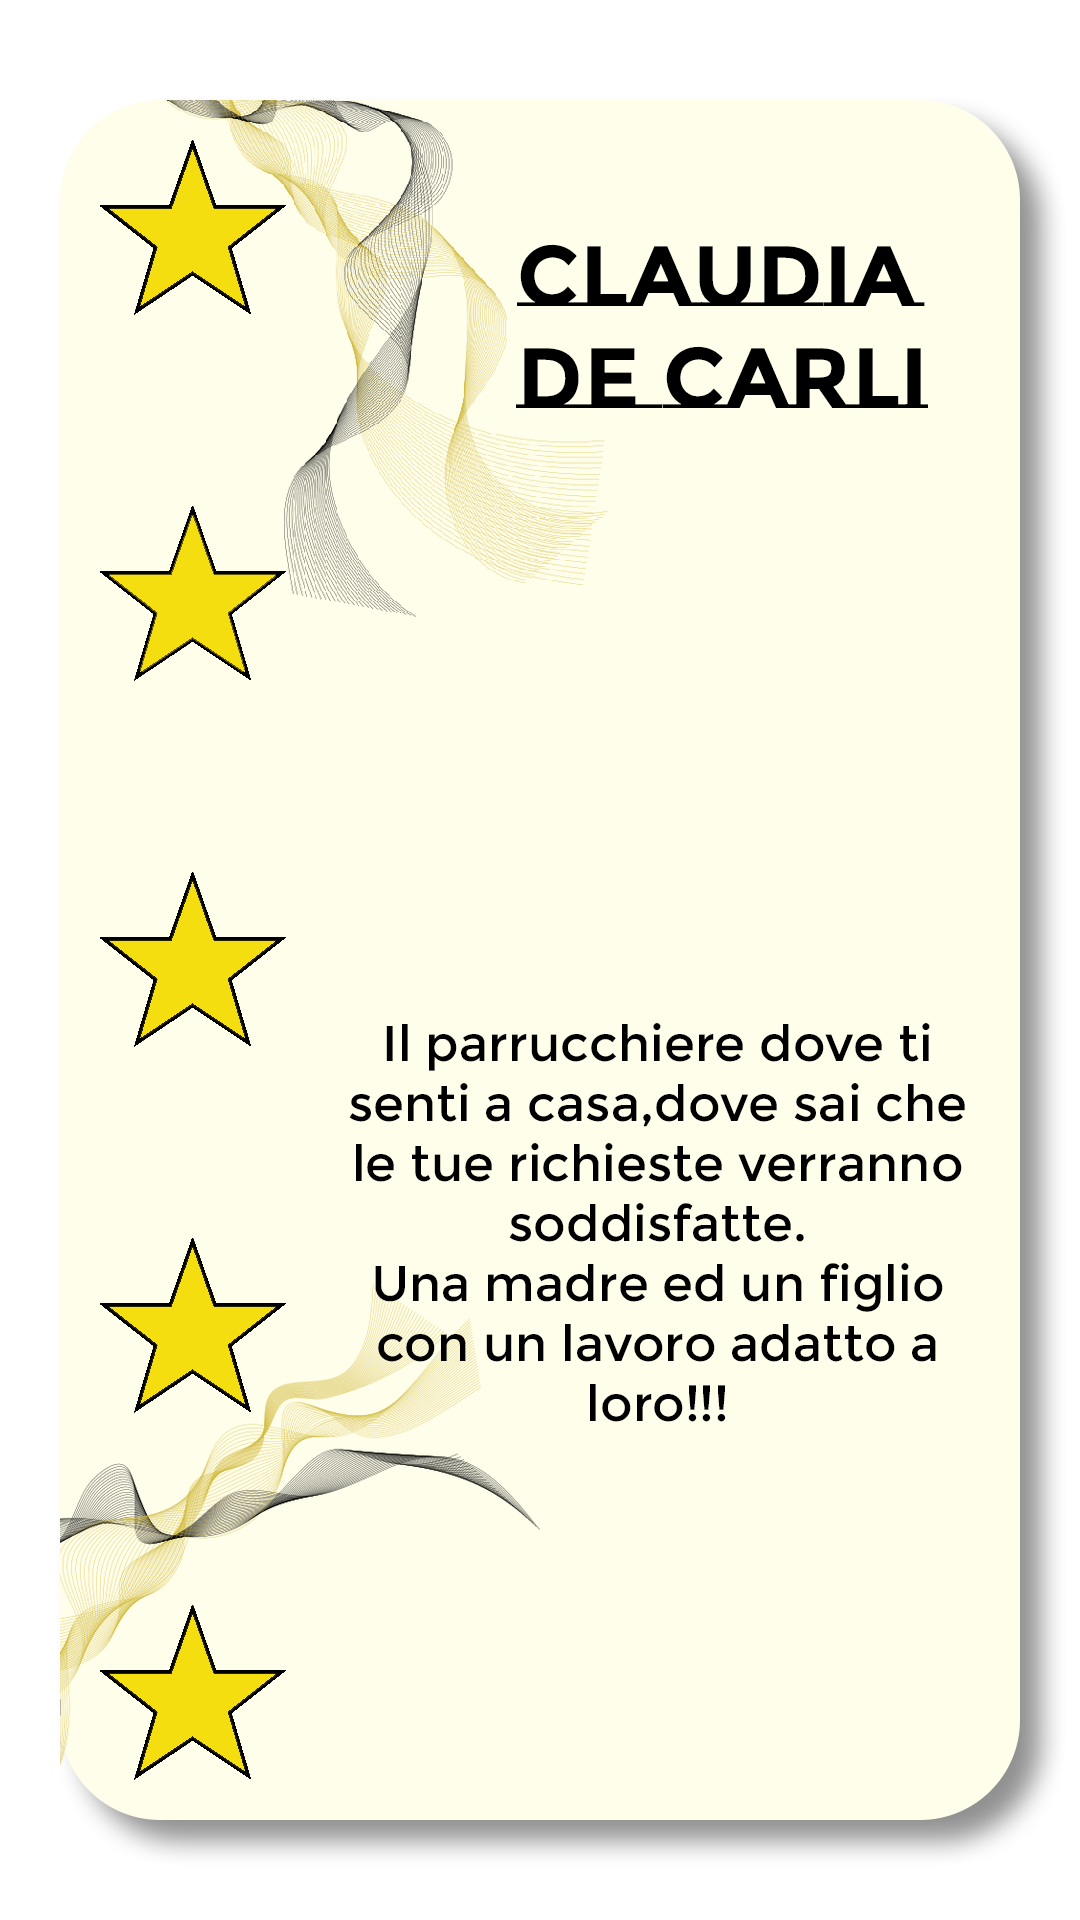 CLAUDIA
DE CARLI
Il parrucchiere dove ti
senti a casa,dove sai che
le tue richieste verranno
soddisfatte.
Una madre ed un figlio
con un lavoro adatto a
loro!!!